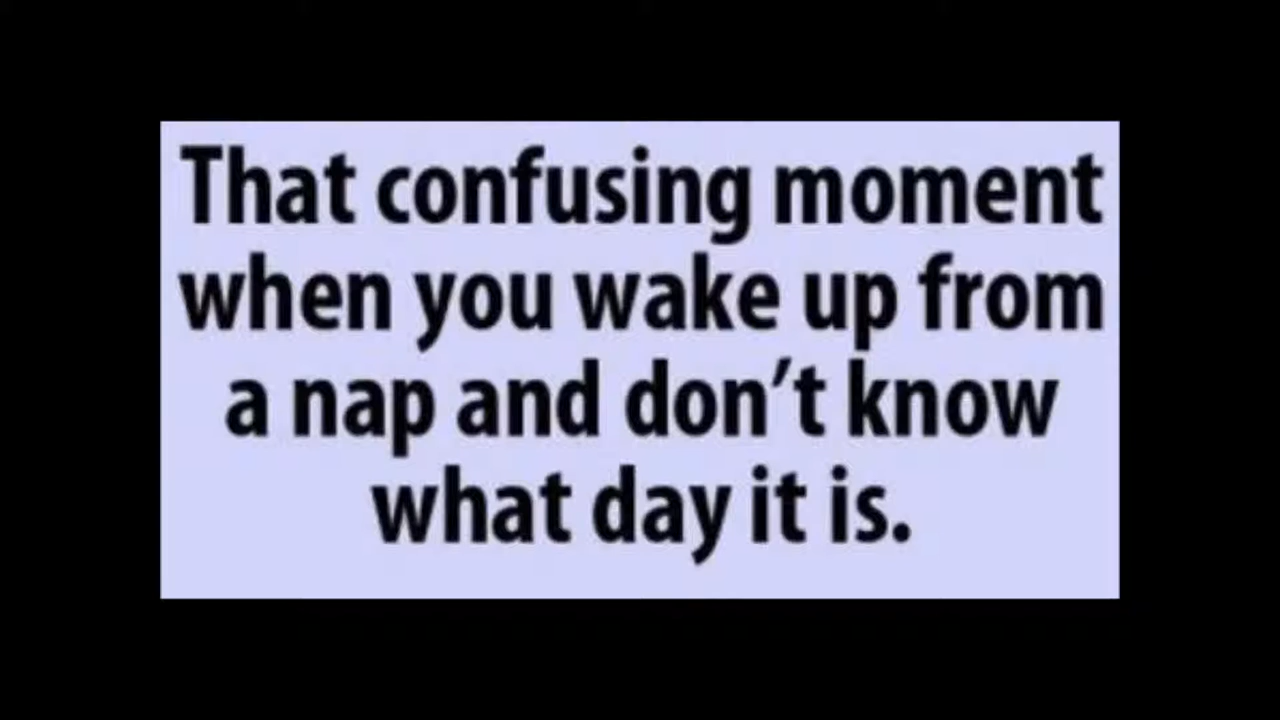 That confusing moment
when you wake up from
a nap and don’t know
what day it is.